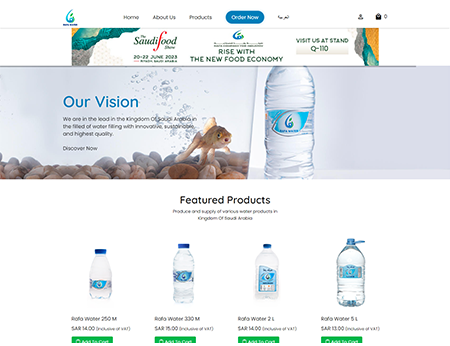 RAFA WATER
Home
About Us
Products
Order Now
العربية
0
The Saudi food Show
20-22 JUNE 2023
RISE WITH
THE NEW FOOD ECONOMY
VISIT US AT STAND
Q-110
Our Vision
We are in the lead in the Kingdom Of Saudi Arabia in
the filled of water filling with innovative, sustainable
and highest quality.
Discover Now
RAFA WATER
Featured Products
Produce and supply of various water products in
Kingdom Of Saudi Arabia
Rafa Water 250 M
SAR 14.00 (Inclusive of VAT)
Add To Cart
Rafa Water 330 M
SAR 15.00 (Inclusive of VAT)
Add To Cart
Rafa Water 2 L
SAR 14.00 (Inclusive of VAT)
Add To Cart
Rafa Water 5 L
SAR 13.00 (Inclusive of VAT)
Add To Cart